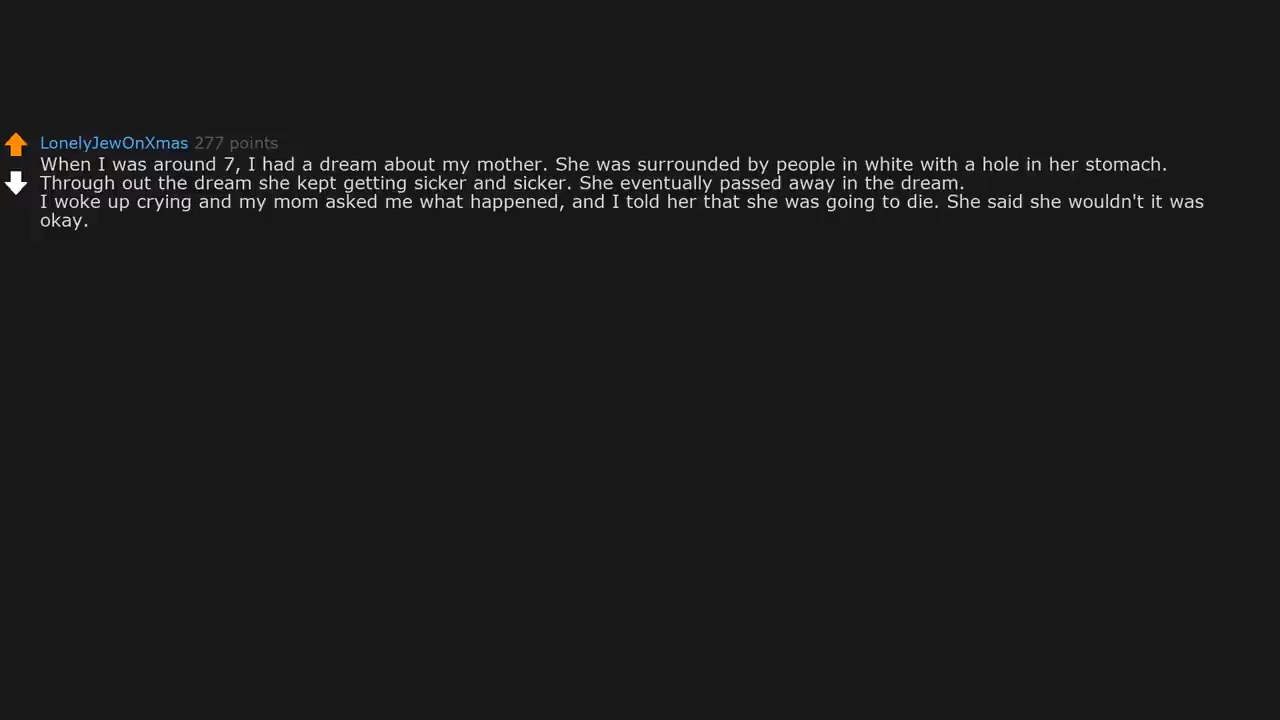 LonelyJewOnXmas 277 points
When I was around 7, I had a dream about my mother. She was surrounded by people in white with a hole in her stomach.
Through out the dream she kept getting sicker and sicker. She eventually passed away in the dream.
I woke up crying and my mom asked me what happened, and I told her that she was going to die. She said she wouldn't it was
okay.